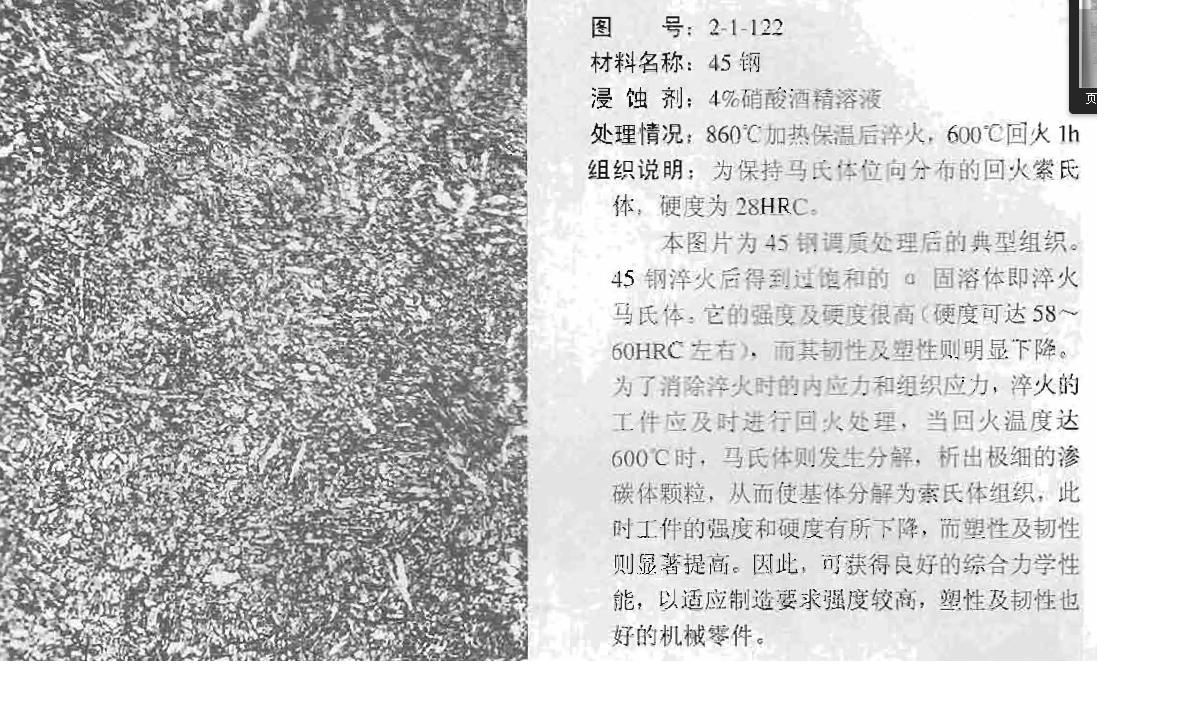 图 号：2-1-122
页
材料名称：45 钢
浸 蚀 剂：4%硝酸酒精溶液
处理情况：860℃加热保温后淬火，600℃回火 1h
组织说明：为保持马氏体位向分布的回火索氏
体，硬度为 28HRC。
本图片为 45 钢调质处理后的典型组织。
45 钢淬火后得到过饱和的 α 固溶体即淬火
马氏体。它的强度及硬度很高（硬度可达 58～
60HRC 左右），而其韧性及塑性则明显下降。
为了消除淬火时的内应力和组织应力，淬火的
工件应及时进行回火处理，当回火温度达
600℃时，马氏体则发生分解，析出极细的渗
碳体颗粒，从而使基体分解为索氏体组织，此
时工件的强度和硬度有所下降，而塑性及韧性
则显著提高。因此，可获得良好的综合力学性
能，以适应制造要求强度较高，塑性及韧性也
好的机械零件。